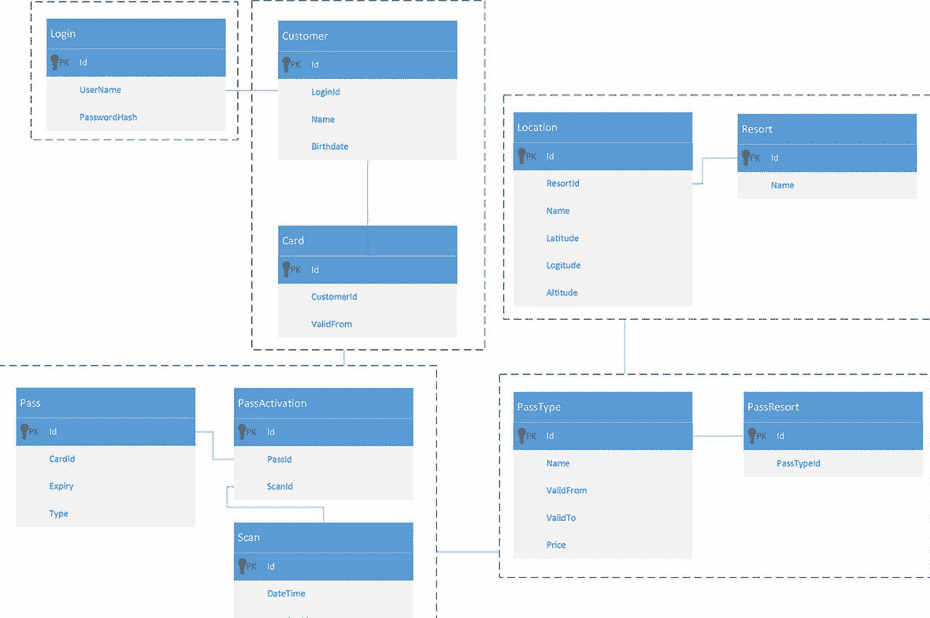 Login
PK Id
UserName
PasswordHash
Customer
PK Id
LoginId
Name
Birthdate
Card
PK Id
CustomerId
ValidFrom
Location
PK Id
ResortId
Name
Latitude
Logitude
Altitude
Resort
PK Id
Name
Pass
PK Id
CardId
Expiry
Type
PassActivation
PK Id
PassId
ScanId
Scan
PK Id
DateTime
PassType
PK Id
Name
ValidFrom
ValidTo
Price
PassResort
PK Id
PassTypeId